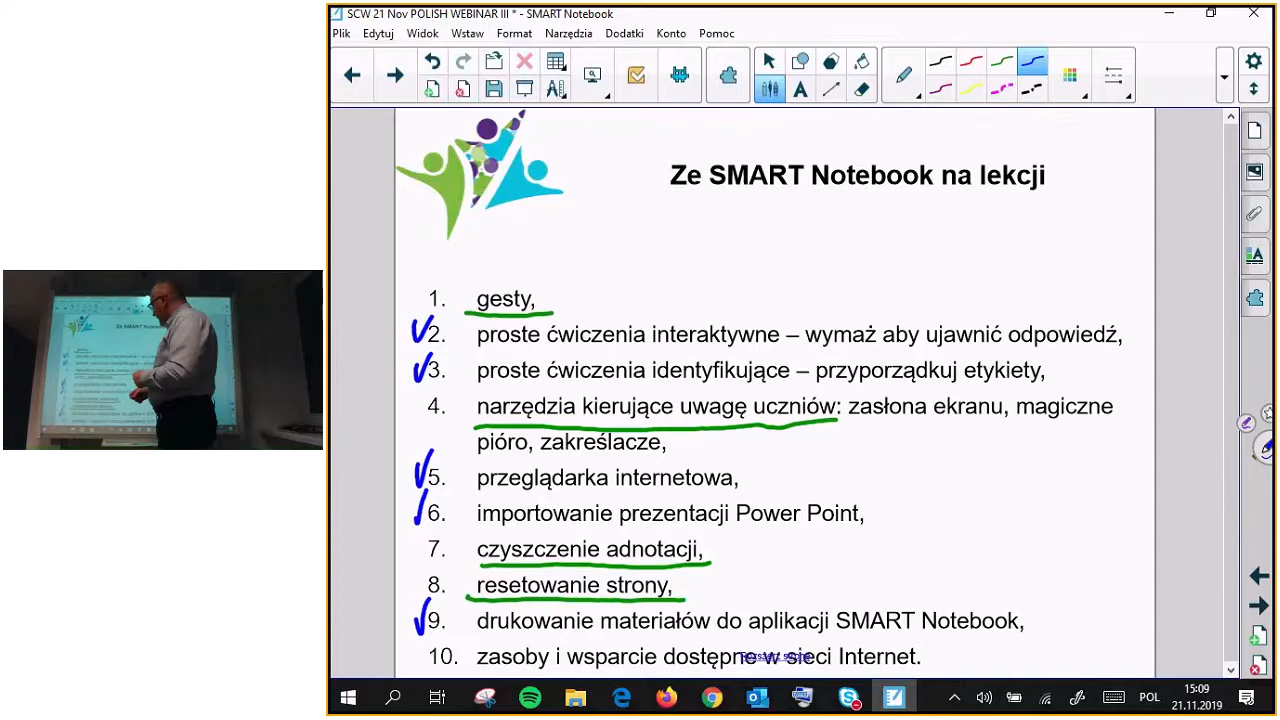 SCW 21 Nov POLISH WEBINAR III * - SMART Notebook
Plik Edytuj Widok Wstaw Format Narzędzia Dodatki Konto Pomoc
Ze SMART Notebook na lekcji
1. gesty,
2. proste ćwiczenia interaktywne – wymaż aby ujawnić odpowiedź,
3. proste ćwiczenia identyfikujące – przyporządkuj etykiety,
4. narzędzia kierujące uwagę uczniów: zasłona ekranu, magiczne
pióro, zakreślacze,
5. przeglądarka internetowa,
6. importowanie prezentacji Power Point,
7. czyszczenie adnotacji,
8. resetowanie strony,
9. drukowanie materiałów do aplikacji SMART Notebook,
10. zasoby i wsparcie dostępne w sieci Internet.
Rozszerz stronę
POL
15:09
21.11.2019